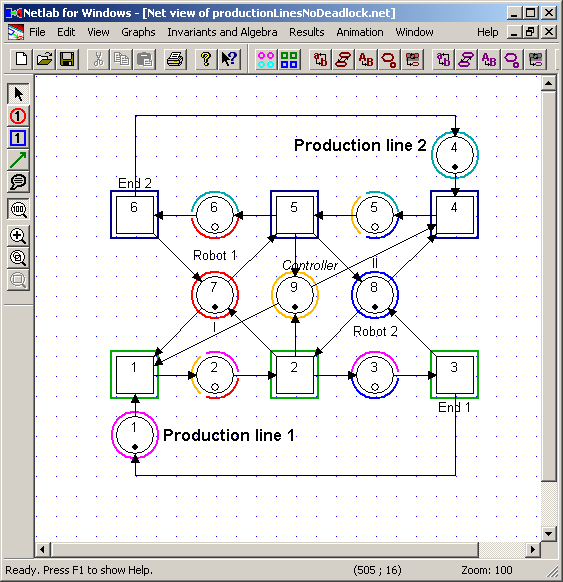 Netlab for Windows - [Net view of productionLinesNoDeadlock.net]
File Edit View Graphs Invariants and Algebra Results Animation Window
Production line 2
4
End 2
6 6 5 5 4
Robot 1
Controller
II
7 9 8
I
Robot 2
1 2 2 3 3
End 1
1
Production line 1
Ready. Press F1 to show Help. (505 ; 16) Zoom: 100